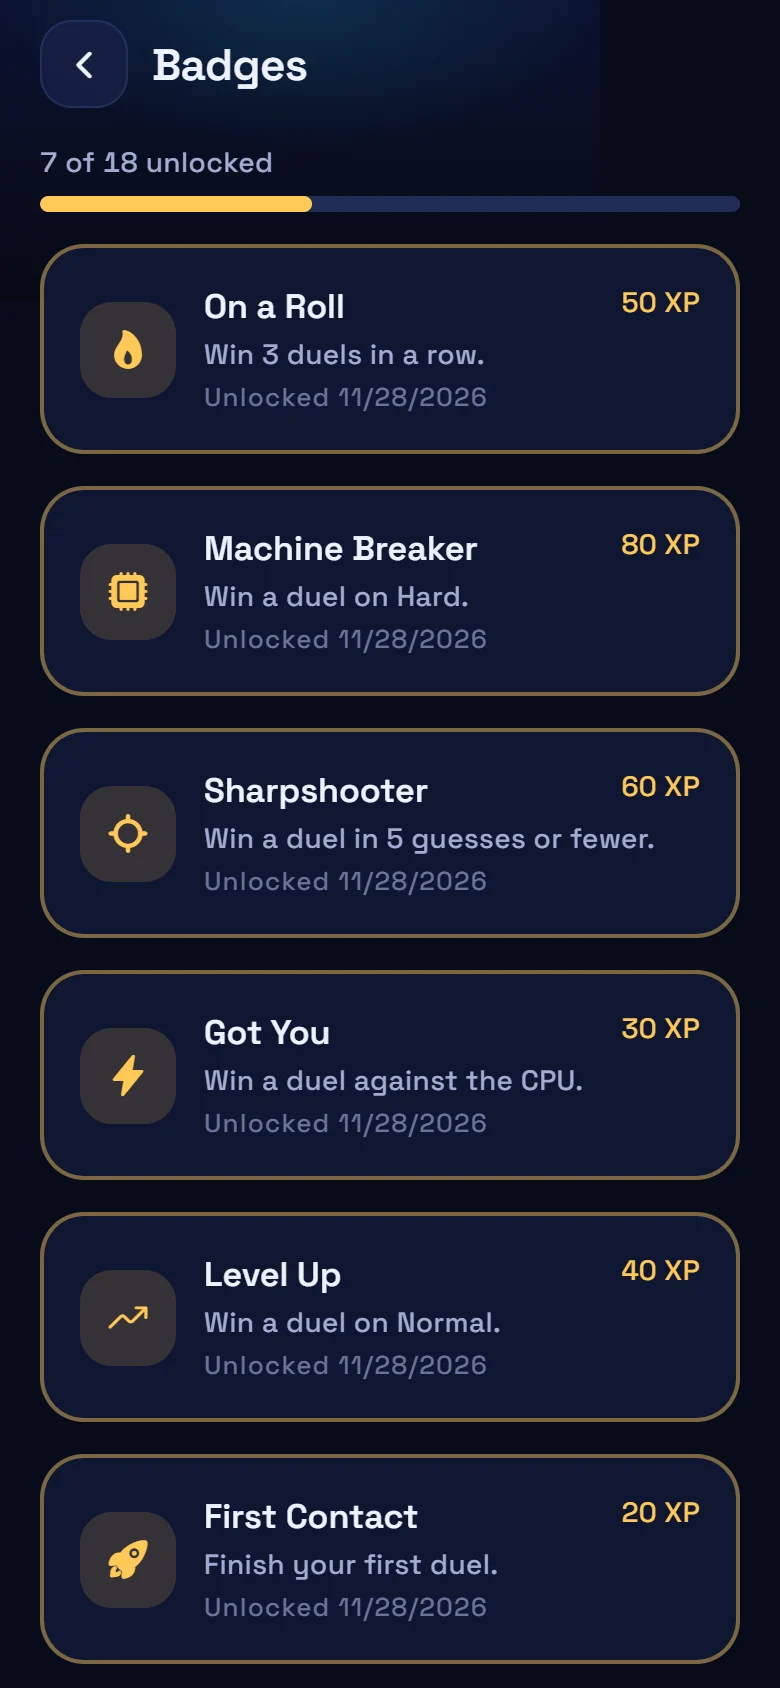 Badges
7 of 18 unlocked
On a Roll
50 XP
Win 3 duels in a row.
Unlocked 11/28/2026
Machine Breaker
80 XP
Win a duel on Hard.
Unlocked 11/28/2026
Sharpshooter
60 XP
Win a duel in 5 guesses or fewer.
Unlocked 11/28/2026
Got You
30 XP
Win a duel against the CPU.
Unlocked 11/28/2026
Level Up
40 XP
Win a duel on Normal.
Unlocked 11/28/2026
First Contact
20 XP
Finish your first duel.
Unlocked 11/28/2026